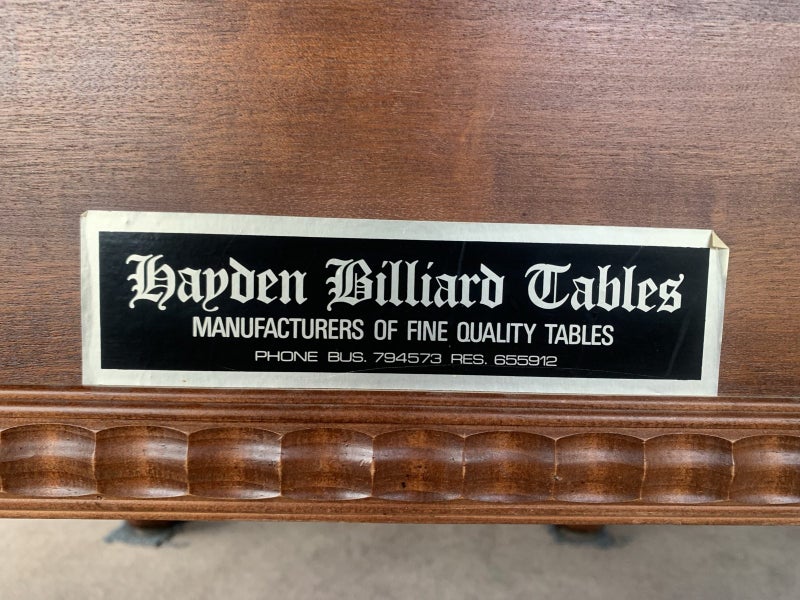 Hayden Billiard Tables
MANUFACTURERS OF FINE QUALITY TABLES
PHONE BUS. 794573 RES. 655912